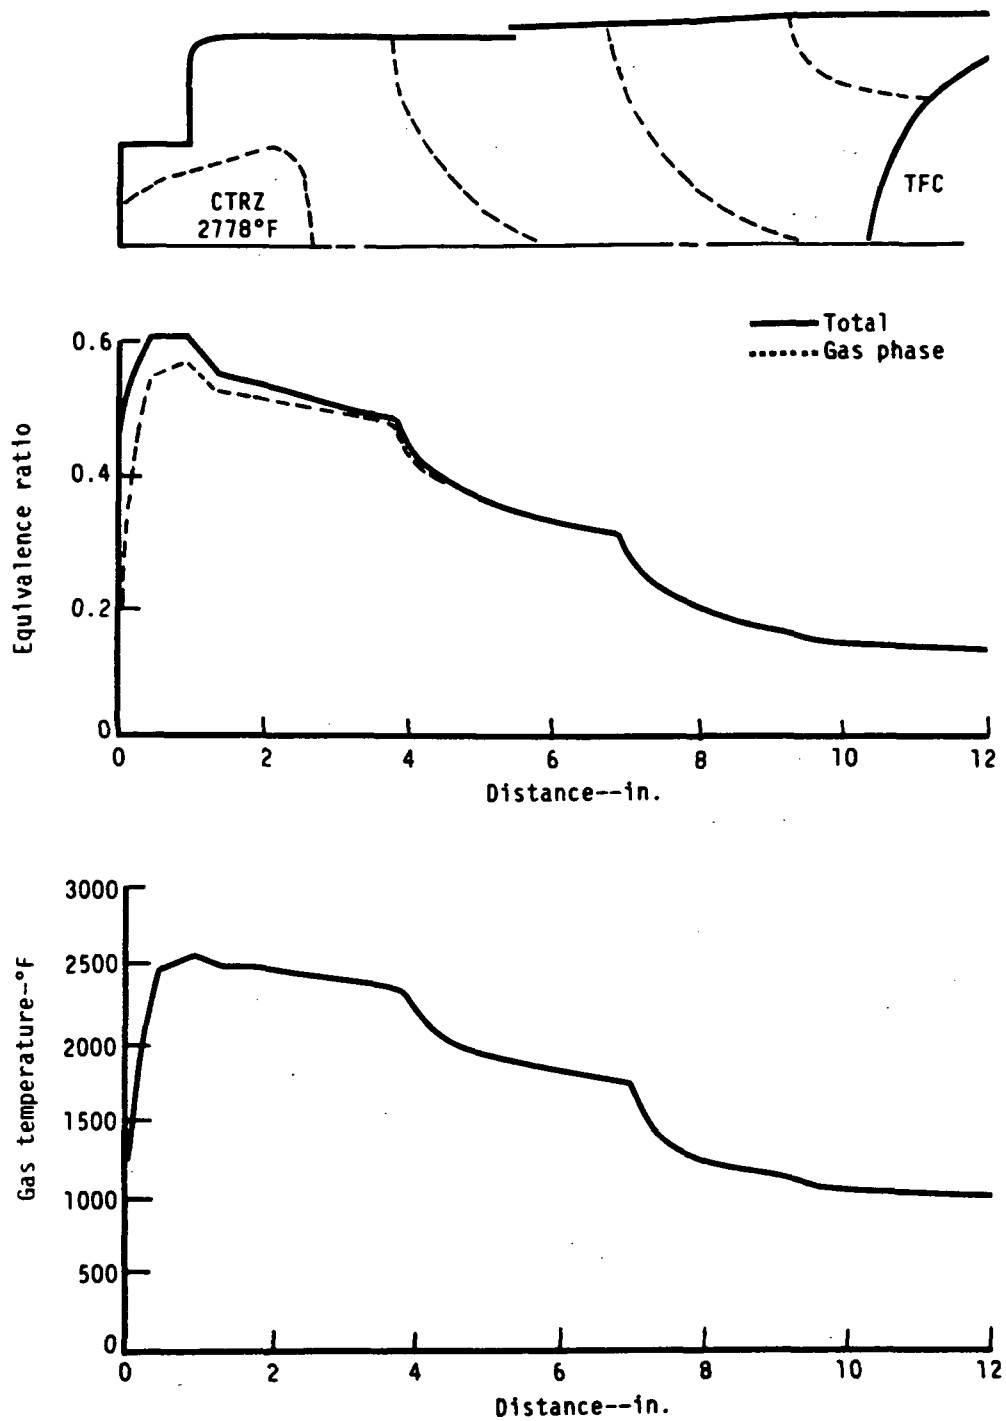 CTRZ
2778°F
TFC
Total
Gas phase
0.6
0.4
0.2
0
Equivalence ratio
0 2 4 6 8 10 12
Distance--in.
3000
2500
2000
1500
1000
500
0
Gas temperature-°F
0 2 4 6 8 10 12
Distance--in.